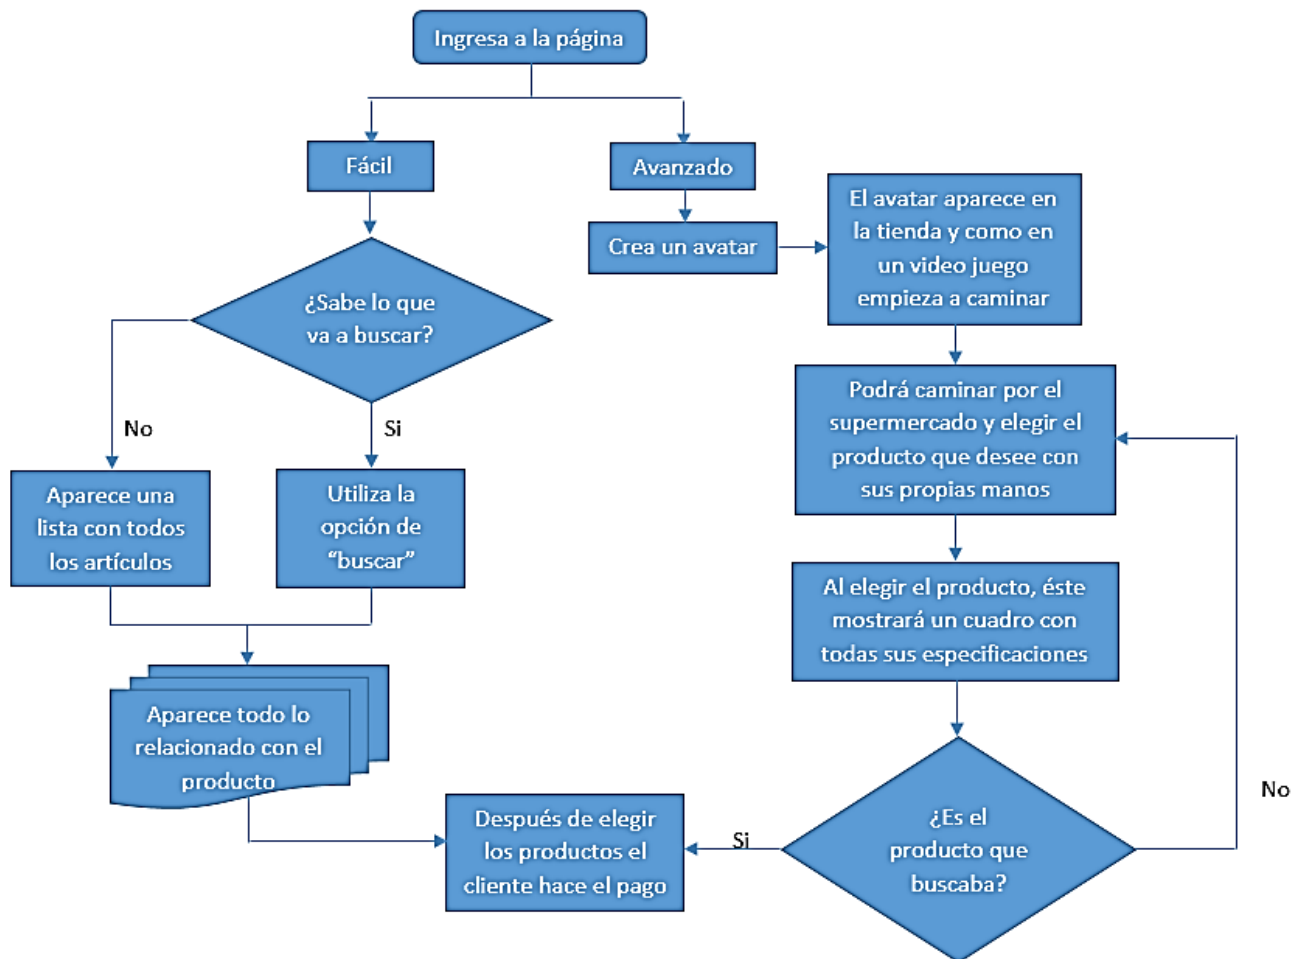 Ingresa a la página
Fácil
Avanzado
Crea un avatar
El avatar aparece en
la tienda y como en
un video juego
empieza a caminar
¿Sabe lo que
va a buscar?
No
Si
Aparece una
lista con todos
los artículos
Utiliza la
opción de
“buscar”
Podrá caminar por el
supermercado y elegir el
producto que desee con
sus propias manos
Al elegir el producto, éste
mostrará un cuadro con
todas sus especificaciones
Aparece todo lo
relacionado con el
producto
Después de elegir
los productos el
cliente hace el pago
Si
¿Es el
producto que
buscaba?
No